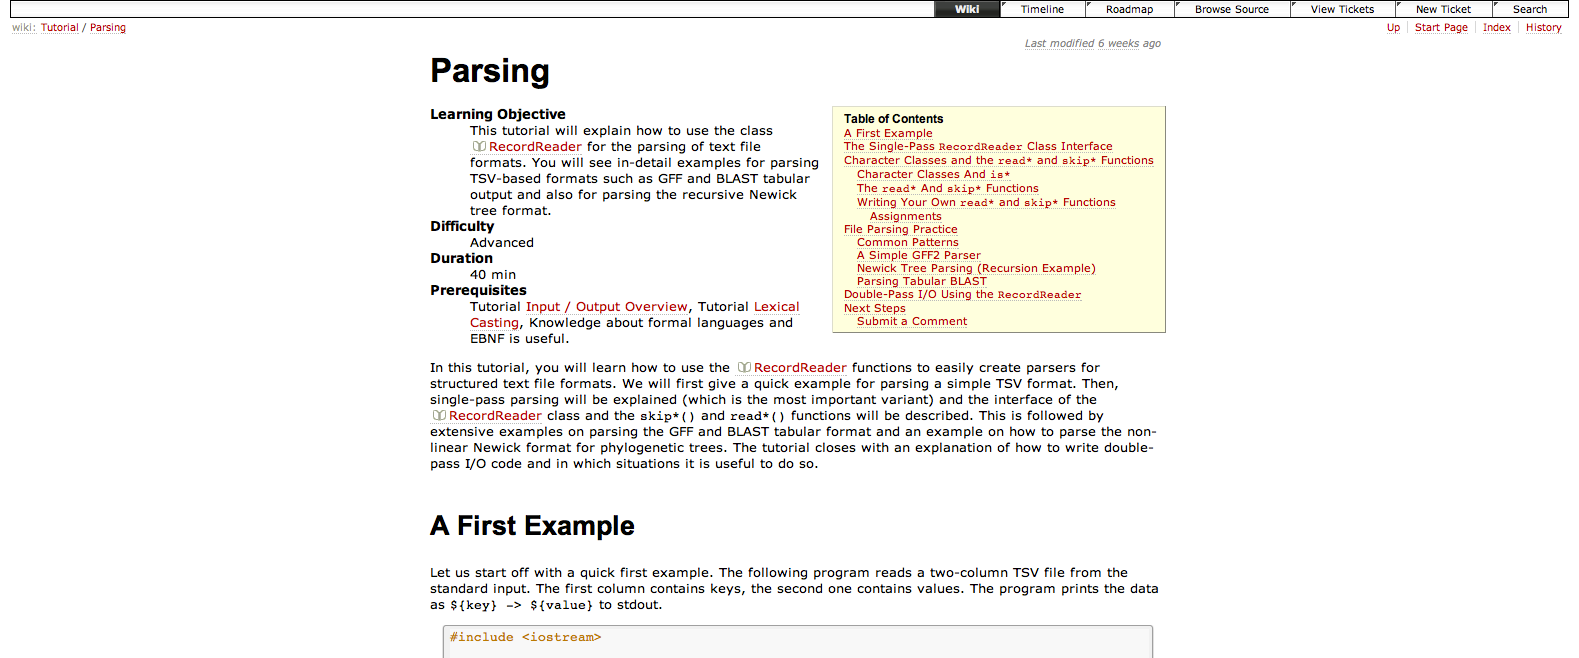 Wiki Timeline Roadmap Browse Source View Tickets New Ticket Search
wiki: Tutorial / Parsing
Up Start Page Index History
Last modified 6 weeks ago
Parsing
Learning Objective
This tutorial will explain how to use the class
RecordReader for the parsing of text file
formats. You will see in-detail examples for parsing
TSV-based formats such as GFF and BLAST tabular
output and also for parsing the recursive Newick
tree format.
Difficulty
Advanced
Duration
40 min
Prerequisites
Tutorial Input / Output Overview, Tutorial Lexical
Casting, Knowledge about formal languages and
EBNF is useful.
Table of Contents
A First Example
The Single-Pass RecordReader Class Interface
Character Classes and the read* and skip* Functions
Character Classes And is*
The read* And skip* Functions
Writing Your Own read* and skip* Functions
Assignments
File Parsing Practice
Common Patterns
A Simple GFF2 Parser
Newick Tree Parsing (Recursion Example)
Parsing Tabular BLAST
Double-Pass I/O Using the RecordReader
Next Steps
Submit a Comment
In this tutorial, you will learn how to use the RecordReader functions to easily create parsers for
structured text file formats. We will first give a quick example for parsing a simple TSV format. Then,
single-pass parsing will be explained (which is the most important variant) and the interface of the
RecordReader class and the skip*() and read*() functions will be described. This is followed by
extensive examples on parsing the GFF and BLAST tabular format and an example on how to parse the non-
linear Newick format for phylogenetic trees. The tutorial closes with an explanation of how to write double-
pass I/O code and in which situations it is useful to do so.
A First Example
Let us start off with a quick first example. The following program reads a two-column TSV file from the
standard input. The first column contains keys, the second one contains values. The program prints the data
as ${key} -> ${value} to stdout.
#include <iostream>